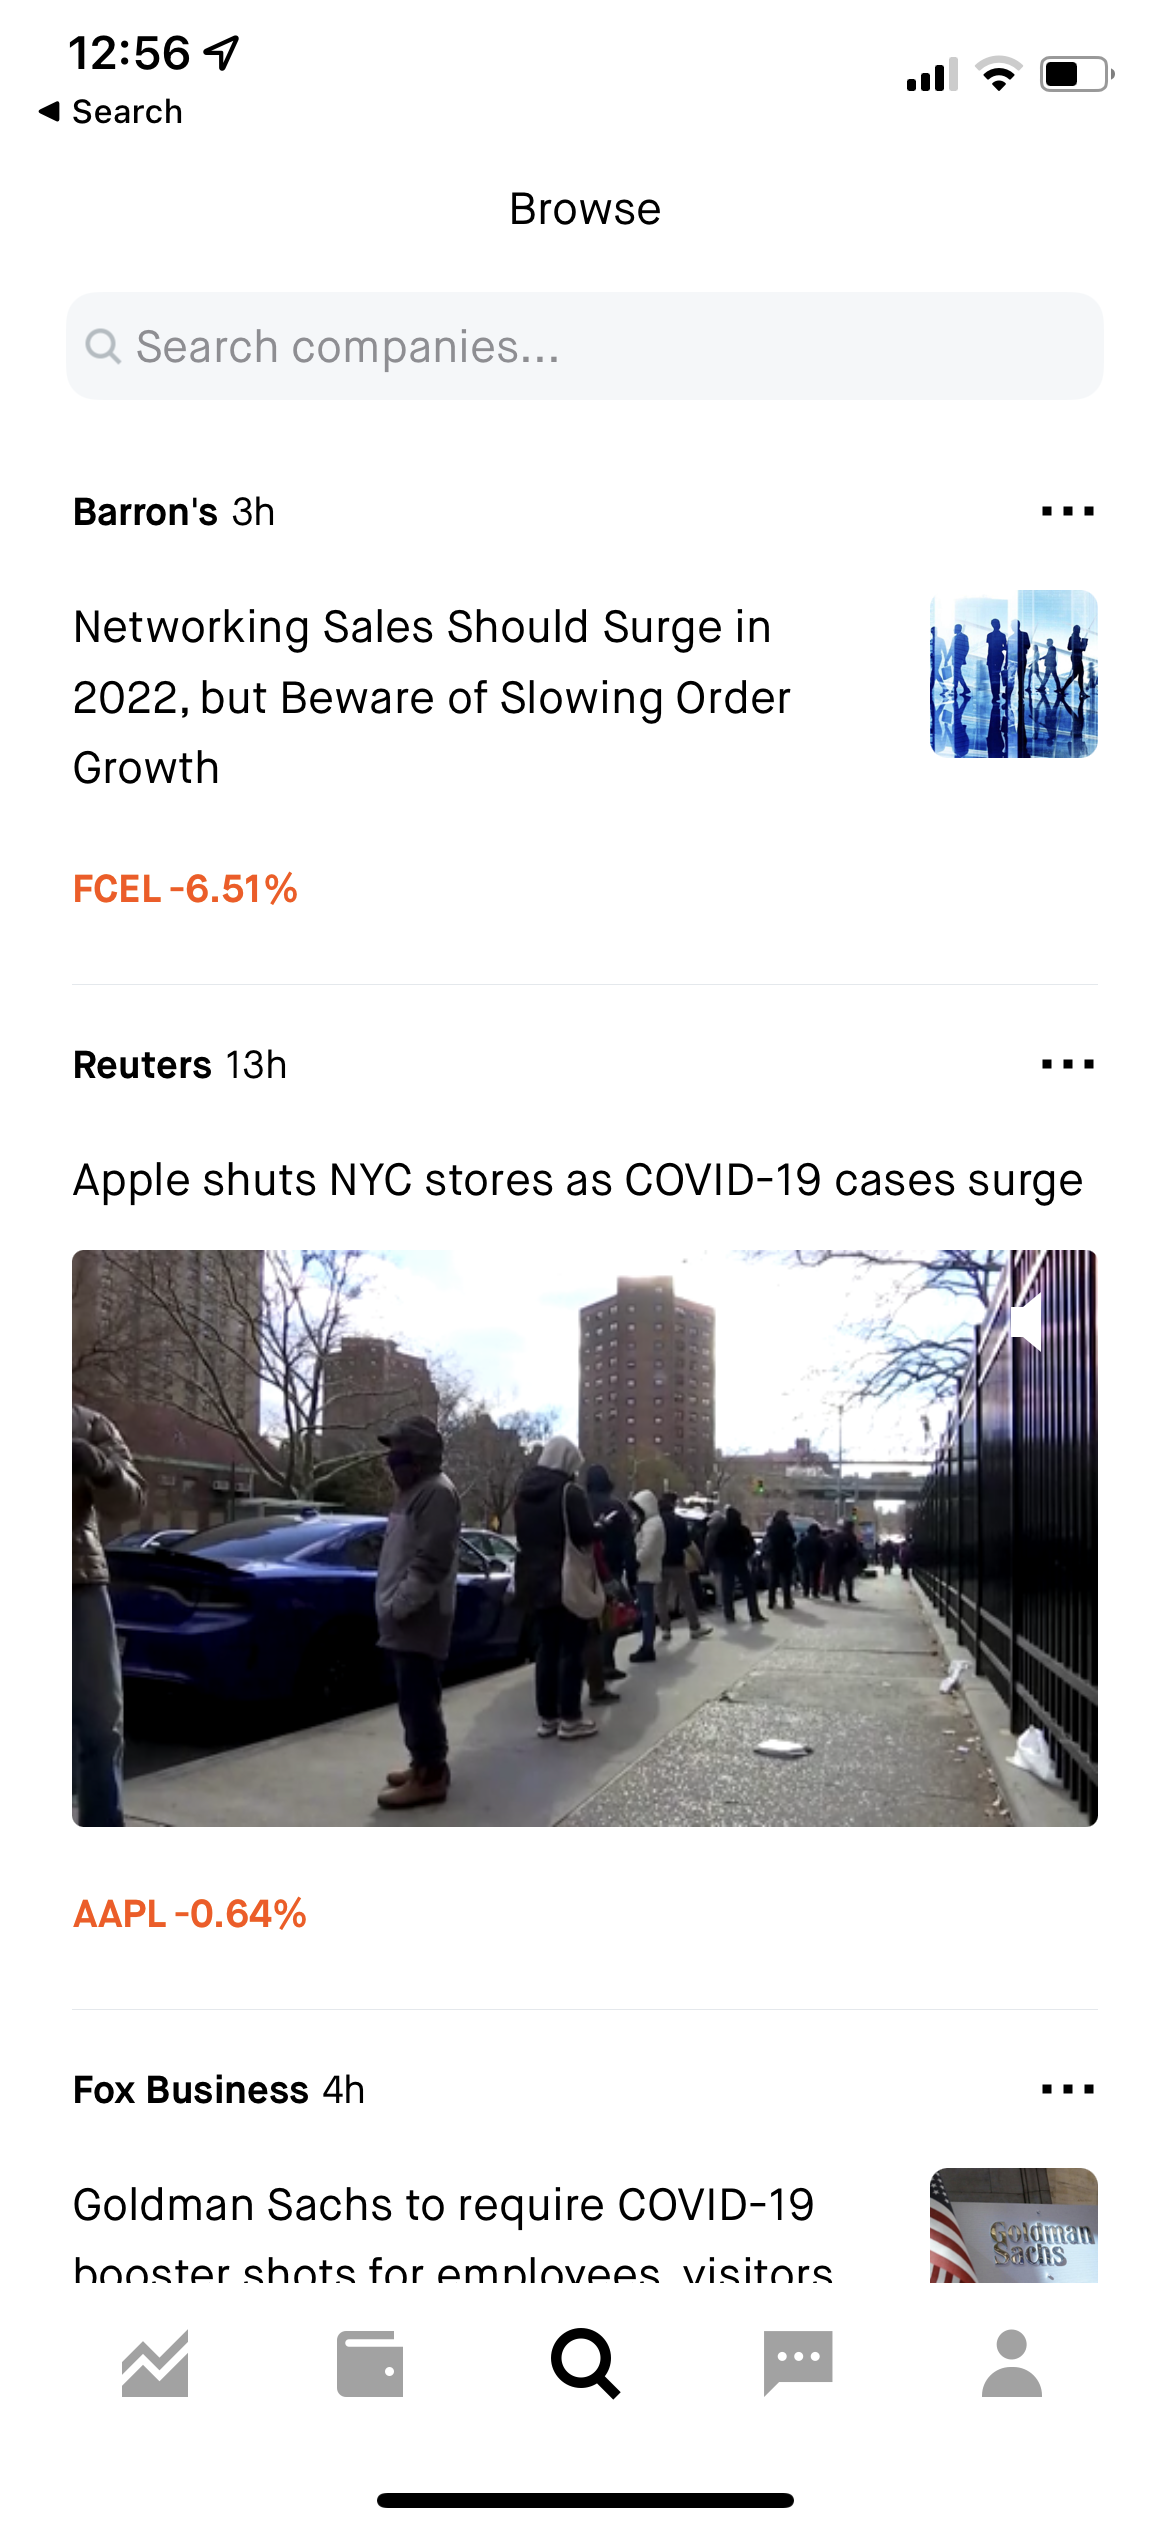 12:56
Search
Browse
Search companies...
Barron's 3h
Networking Sales Should Surge in
2022, but Beware of Slowing Order
Growth
FCEL -6.51%
Reuters 13h
Apple shuts NYC stores as COVID-19 cases surge
AAPL -0.64%
Fox Business 4h
Goldman Sachs to require COVID-19
booster shots for employees, visitors
Goldman
Sachs